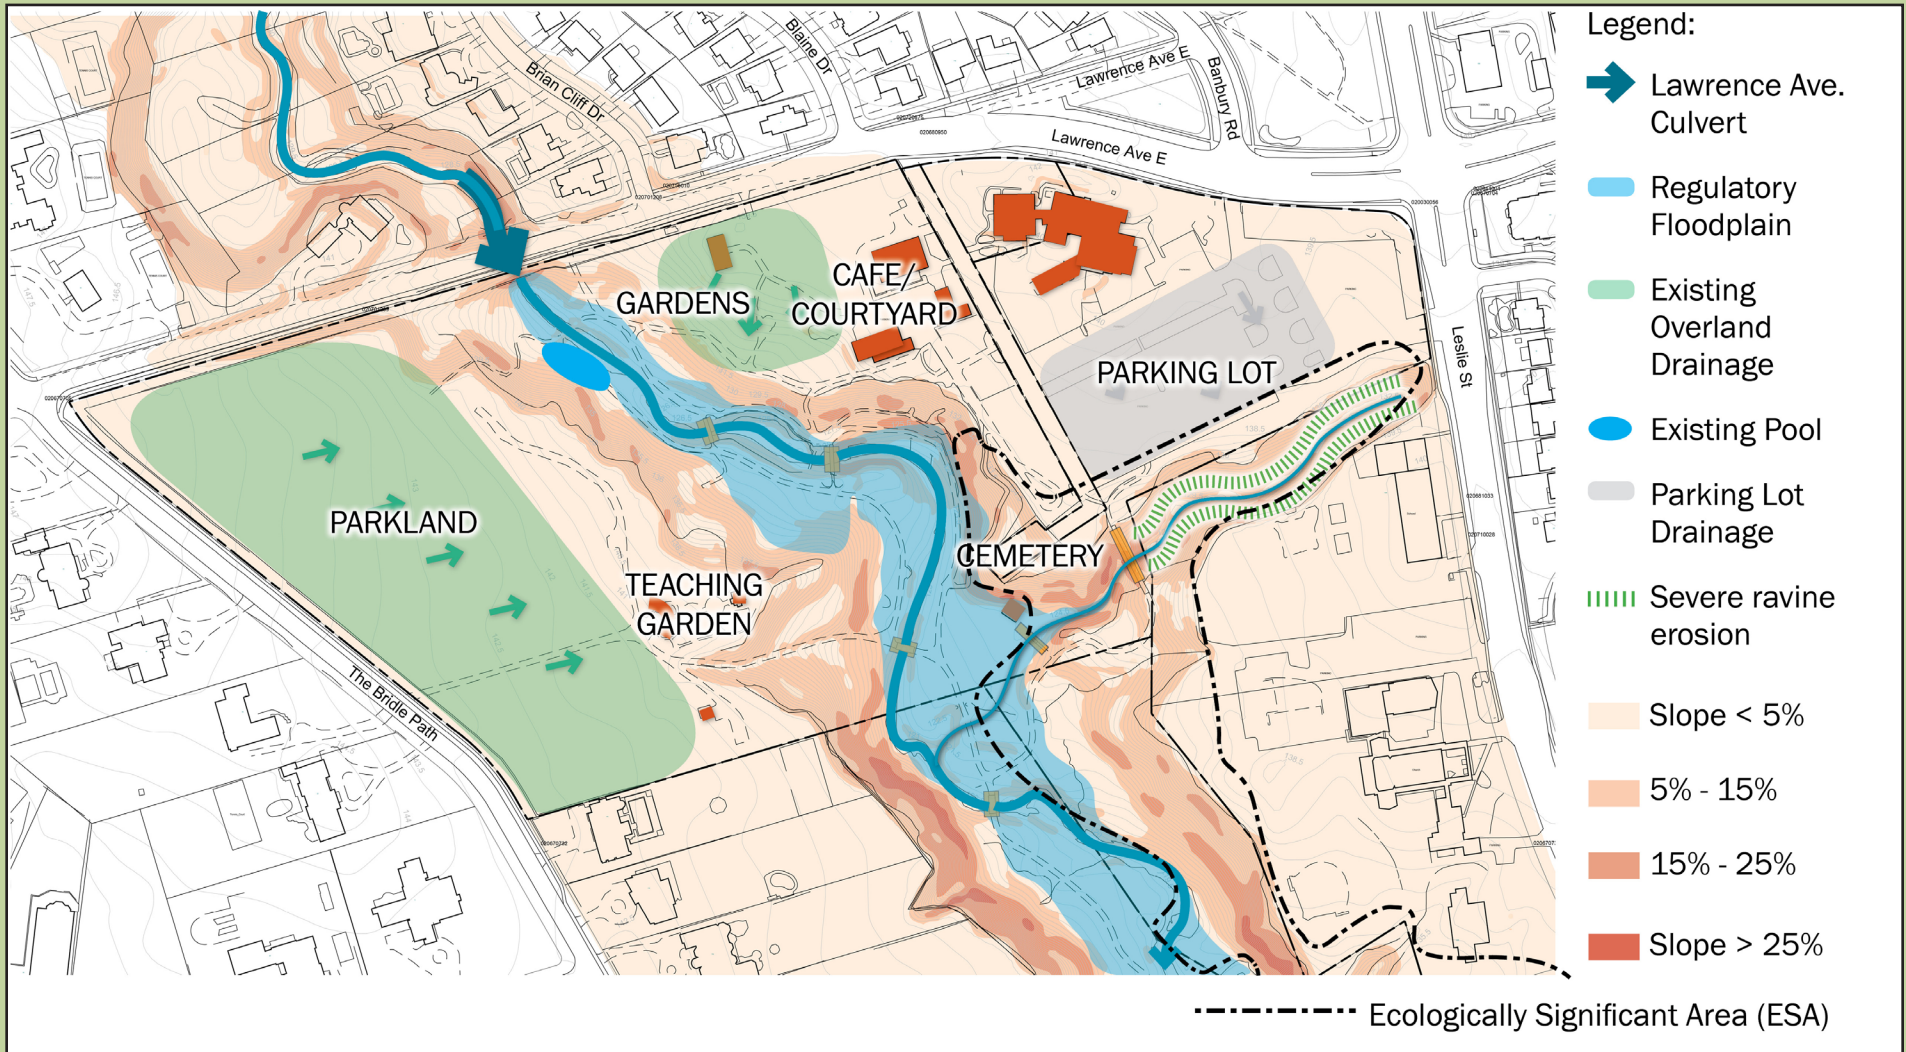 Legend:
Lawrence Ave.
Culvert
Regulatory
Floodplain
Existing
Overland
Drainage
Existing Pool
Parking Lot
Drainage
Severe ravine
erosion
Slope < 5%
5% - 15%
15% - 25%
Slope > 25%
Ecologically Significant Area (ESA)
Brian Cliff Dr
Blaine Dr
Lawrence Ave E
Banbury Rd
Lawrence Ave E
Leslie St
The Bridle Path
GARDENS
CAFE/
COURTYARD
PARKING LOT
PARKLAND
CEMETERY
TEACHING
GARDEN